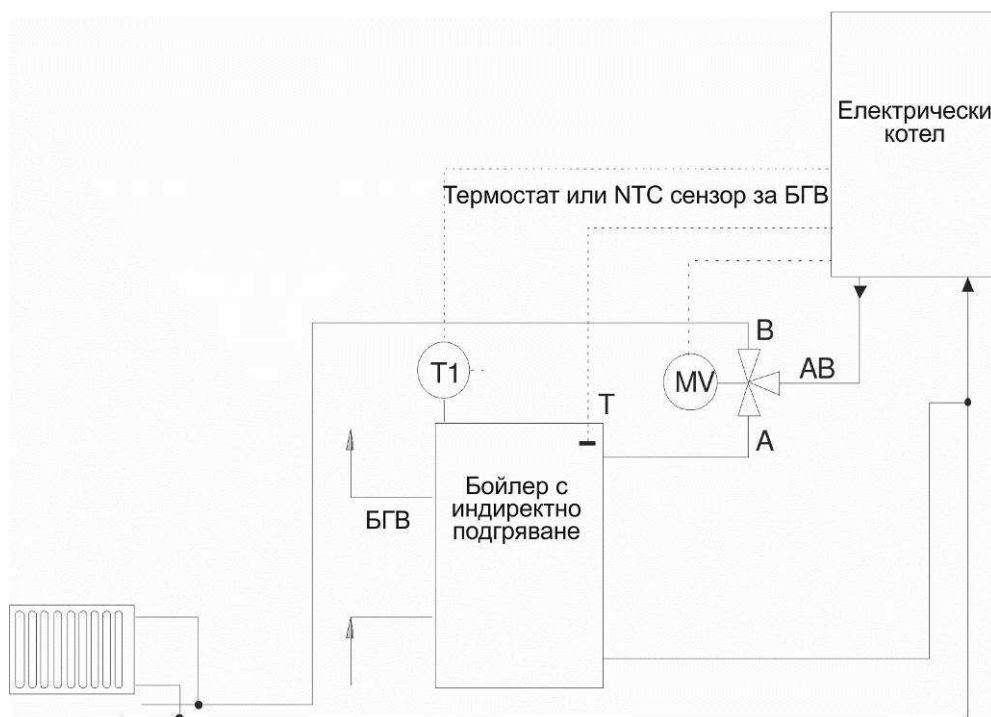 Електрически
котел
Термостат или NTC сензор за БГВ
B
T1
MV
AB
T
A
Бойлер с
индиректно
подгряване
БГВ